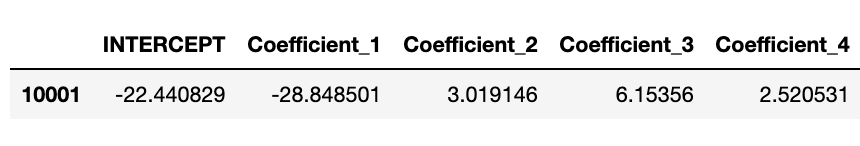 INTERCEPT Coefficient_1 Coefficient_2 Coefficient_3 Coefficient_4
10001 -22.440829 -28.848501 3.019146 6.15356 2.520531